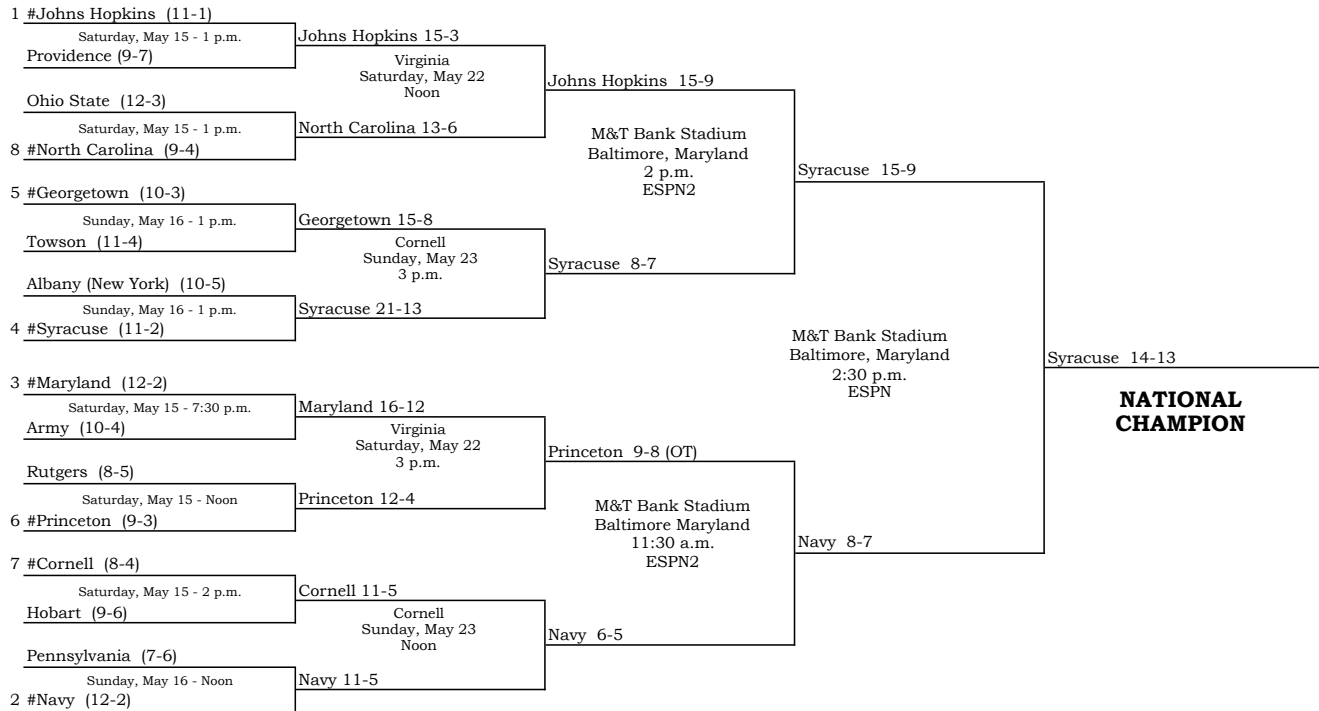 1 #Johns Hopkins (11-1)
Saturday, May 15 - 1 p.m.
Providence (9-7)
Ohio State (12-3)
Saturday, May 15 - 1 p.m.
8 #North Carolina (9-4)
5 #Georgetown (10-3)
Sunday, May 16 - 1 p.m.
Towson (11-4)
Albany (New York) (10-5)
Sunday, May 16 - 1 p.m.
4 #Syracuse (11-2)
3 #Maryland (12-2)
Saturday, May 15 - 7:30 p.m.
Army (10-4)
Rutgers (8-5)
Saturday, May 15 - Noon
6 #Princeton (9-3)
7 #Cornell (8-4)
Saturday, May 15 - 2 p.m.
Hobart (9-6)
Pennsylvania (7-6)
Sunday, May 16 - Noon
2 #Navy (12-2)
Johns Hopkins 15-3
Virginia
Saturday, May 22
Noon
North Carolina 13-6
Georgetown 15-8
Cornell
Sunday, May 23
3 p.m.
Syracuse 21-13
Maryland 16-12
Virginia
Saturday, May 22
3 p.m.
Princeton 12-4
Cornell 11-5
Cornell
Sunday, May 23
Noon
Navy 11-5
Johns Hopkins 15-9
M&T Bank Stadium
Baltimore, Maryland
2 p.m.
ESPN2
Syracuse 8-7
Princeton 9-8 (OT)
M&T Bank Stadium
Baltimore Maryland
11:30 a.m.
ESPN2
Navy 6-5
Syracuse 15-9
M&T Bank Stadium
Baltimore, Maryland
2:30 p.m.
ESPN
Navy 8-7
Syracuse 14-13
NATIONAL
CHAMPION